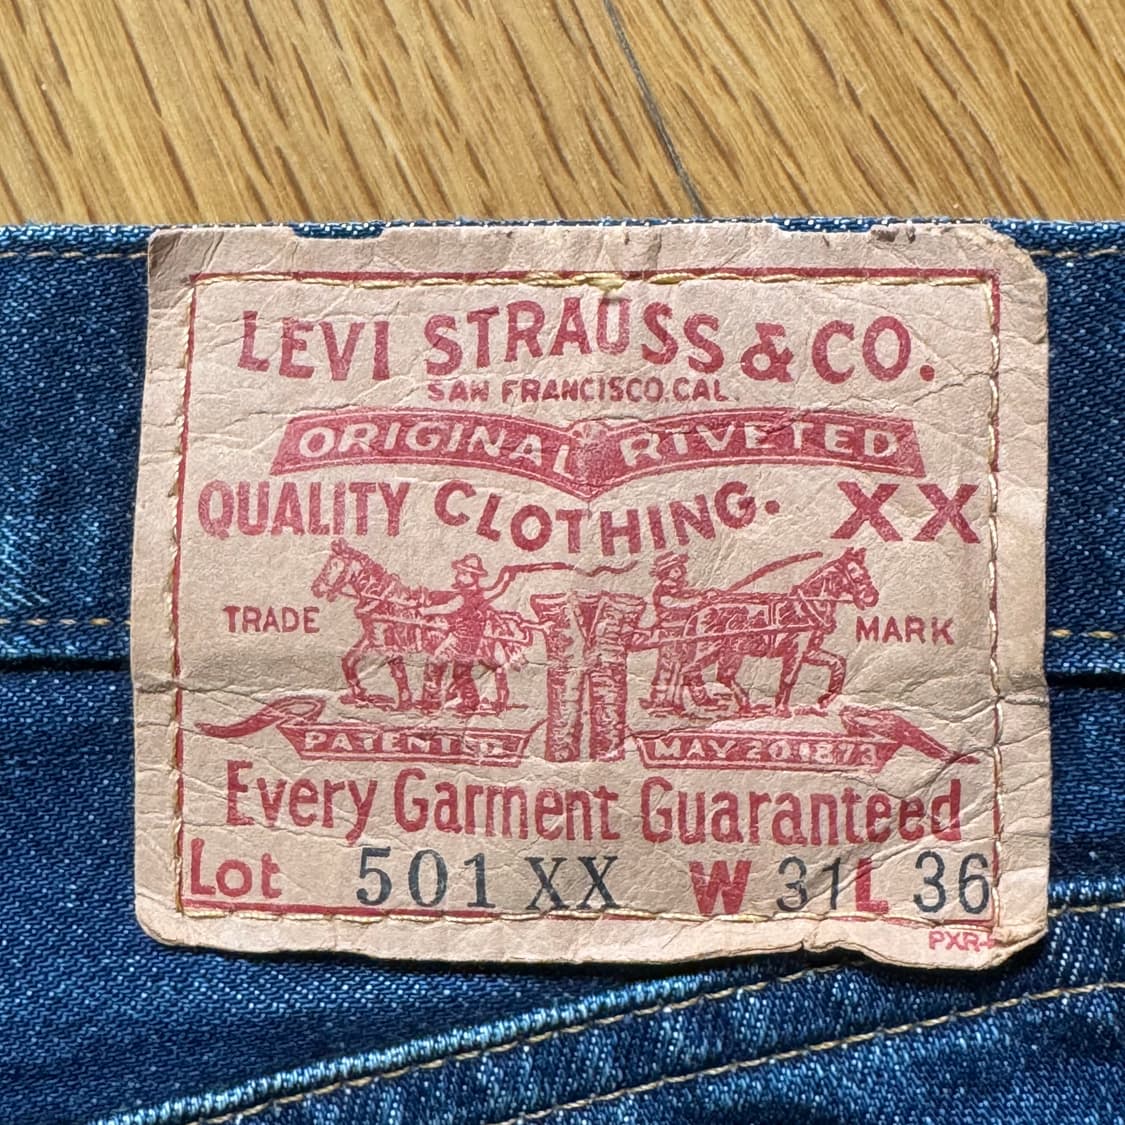 LEVI STRAUSS & CO.
SAN FRANCISCO, CAL.
ORIGINAL RIVETED
QUALITY CLOTHING. XX
TRADE MARK
PATENTED MAY 20 1873
Every Garment Guaranteed
Lot 501 XX W 31 L 36
PXR+